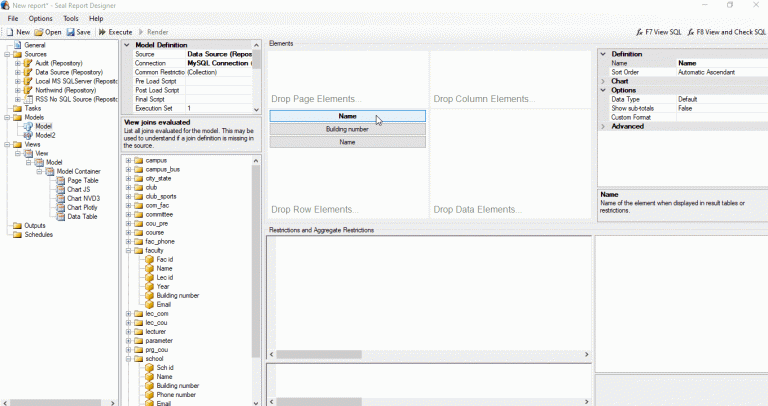 New report* - Seal Report Designer
File Options Tools Help
New Open Save Execute Render
F7 View SQL F8 View and Check SQL
General
Sources
Audit (Repository)
Data Source (Reposito
Local MS SQLServer (Reposito
Northwind (Repository)
RSS No SQL Source (Reposito
Tasks
Models
Model
Model2
Views
View
Model
Model Container
Page Table
Chart JS
Chart NVD3
Chart Plotly
Data Table
Outputs
Schedules
Model Definition
Source Data Source (Repos
Connection MySQL Connection (
Common Restrictio (Collection)
Pre Load Script
Post Load Script
Final Script
Execution Set 1
View joins evaluated
List all joins evaluated for the model. This may be used to understand if a join definition is missing in the source.
campus
campus_bus
city_state
club
club_sports
com_fac
committee
cou_pre
course
fac_phone
faculty
Fac id
Name
Lec id
Year
Building number
Email
lec_com
lec_cou
lecturer
parameter
prg_cou
school
Sch id
Name
Building number
Phone number
Email
Elements
Drop Page Elements...
Drop Column Elements...
Name
Building number
Name
Drop Row Elements...
Drop Data Elements...
Restrictions and Aggregate Restrictions
Definition
Name Name
Sort Order Automatic Ascendant
Chart
Options
Data Type Default
Show sub-totals False
Custom Format
Advanced
Name
Name of the element when displayed in result tables or restrictions.